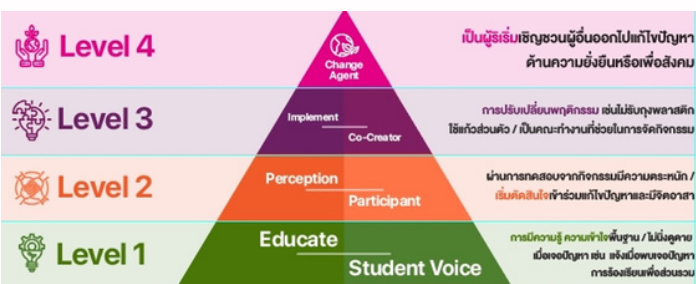 Level 4
Change
Agent
เป็นผู้ริเริ่มเชิญชวนผู้อื่นออกไปแก้ไขปัญหา
ด้านความยั่งยืนหรือเพื่อสังคม
Level 3
Implement
Co-Creator
การปรับเปลี่ยนพฤติกรรม เช่นไม่รับถุงพลาสติก
ใช้แก้วส่วนตัว / เป็นคณะทำงานที่ช่วยในการจัดกิจกรรม
Level 2
Perception
Participant
ผ่านการทดสอบจากกิจกรรมมีความตระหนัก /
เริ่มตัดสินใจเข้าร่วมแก้ไขปัญหาและมีจิตอาสา
Level 1
Educate
Student Voice
การมีความรู้ ความเข้าใจพื้นฐาน / ไม่นิ่งดูดาย
เมื่อเจอปัญหา เช่น แจ้งเมื่อพบเจอปัญหา
การร้องเรียนเพื่อส่วนรวม